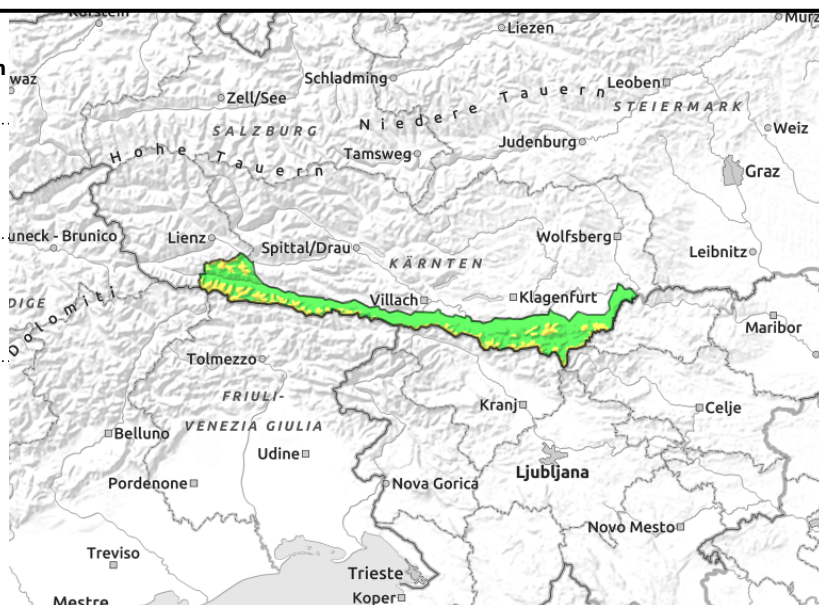 Liezen
Schladming
waz
Zell/See
Leoben
Niedere Tauern
STEIERMARK
SALZBURG
Weiz
Judenburg
Hohe Tauern
Tamsweg
Graz
uneck - Brunico
Lienz
Wolfsberg
Spittal/Drau
Leibnitz
KÄRNTEN
Villach
Klagenfurt
DIGE
Dolomiti
Maribor
Tolmezzo
FRIULI-
VENEZIA GIULIA
Kranj
Celje
Belluno
Udine
Ljubljana
Pordenone
Nova Gorica
Novo Mesto
Treviso
Trieste
Koper
Mestre